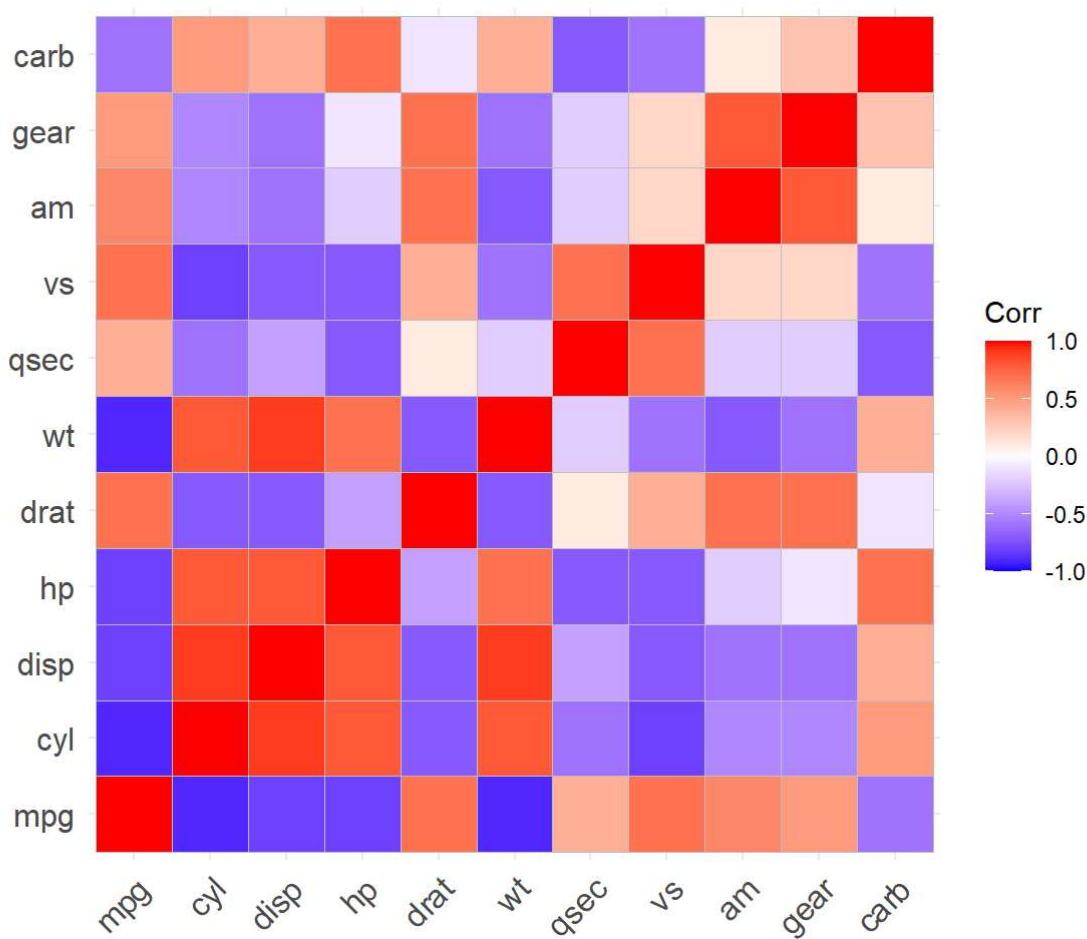 carb
gear
am
vs
qsec
wt
drat
hp
disp
cyl
mpg
mpg cyl disp hp drat wt qsec vs am gear carb
Corr
1.0
0.5
0.0
-0.5
-1.0